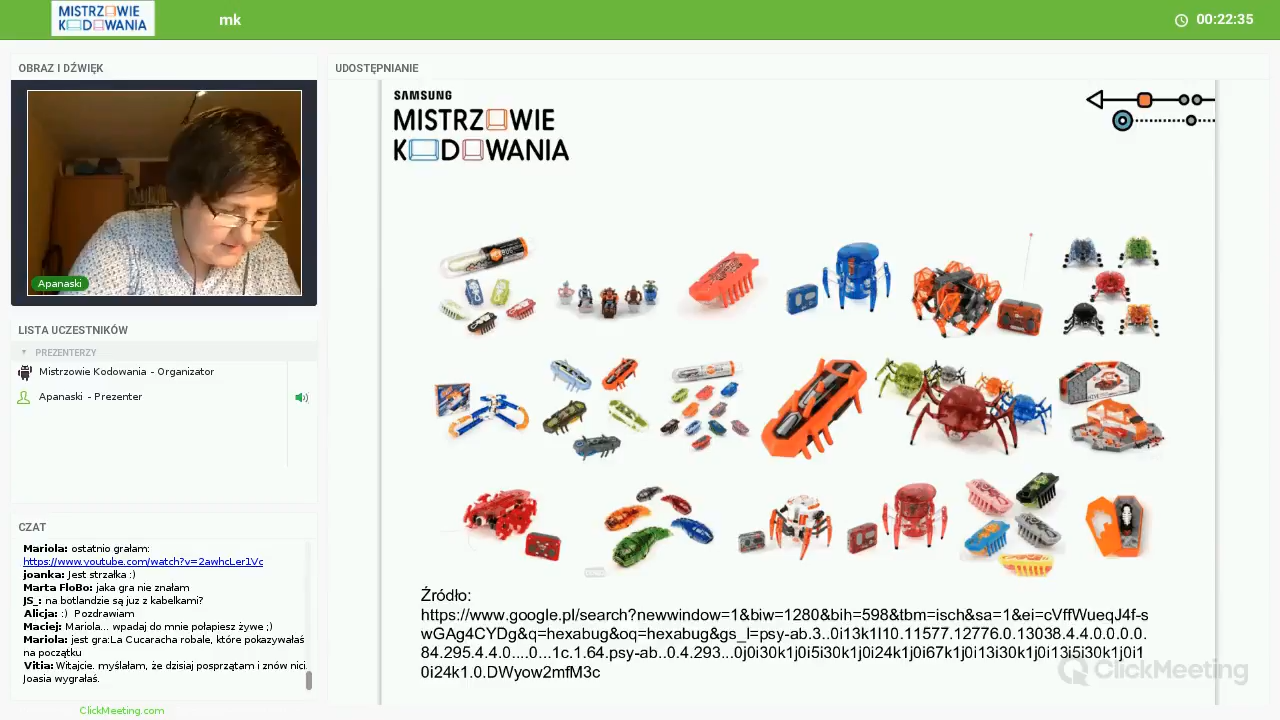 MISTRZOWIE
KODOWANIA
mk
00:22:35
OBRAZ I DŹWIĘK
Apanaski
LISTA UCZESTNIKÓW
PREZENTERZY
Mistrzowie Kodowania - Organizator
Apanaski - Prezenter
CZAT
Mariola: ostatnio grałam:
https://www.youtube.com/watch?v=2awhcLer1Vc
joanka: Jest strzałka :)
Marta FloBo: jaka gra nie znałam
JS_: na botlandzie są juz z kabelkami?
Alicja: :) Pozdrawiam
Maciej: Mariola... wpadaj do mnie połapiesz żywe ;)
Mariola: jest gra:La Cucaracha robale, które pokazywałaś
na początku
Vitia: Witajcie. myślałam, że dzisiaj posprzątam i znów nici.
Joasia wygrałaś.
ClickMeeting.com
UDOSTĘPNIANIE
SAMSUNG
MISTRZOWIE
KODOWANIA
Źródło:
https://www.google.pl/search?newwindow=1&biw=1280&bih=598&tbm=isch&sa=1&ei=cVffWueqJ4f-s
wGAg4CYDg&q=hexabug&oq=hexabug&gs_l=psy-ab.3..0i13k1l10.11577.12776.0.13038.4.4.0.0.0.0.
84.295.4.4.0....0...1c.1.64.psy-ab..0.4.293...0j0i30k1j0i5i30k1j0i24k1j0i67k1j0i13i30k1j0i13i5i30k1j0i1
0i24k1.0.DWyow2mfM3c
ClickMeeting